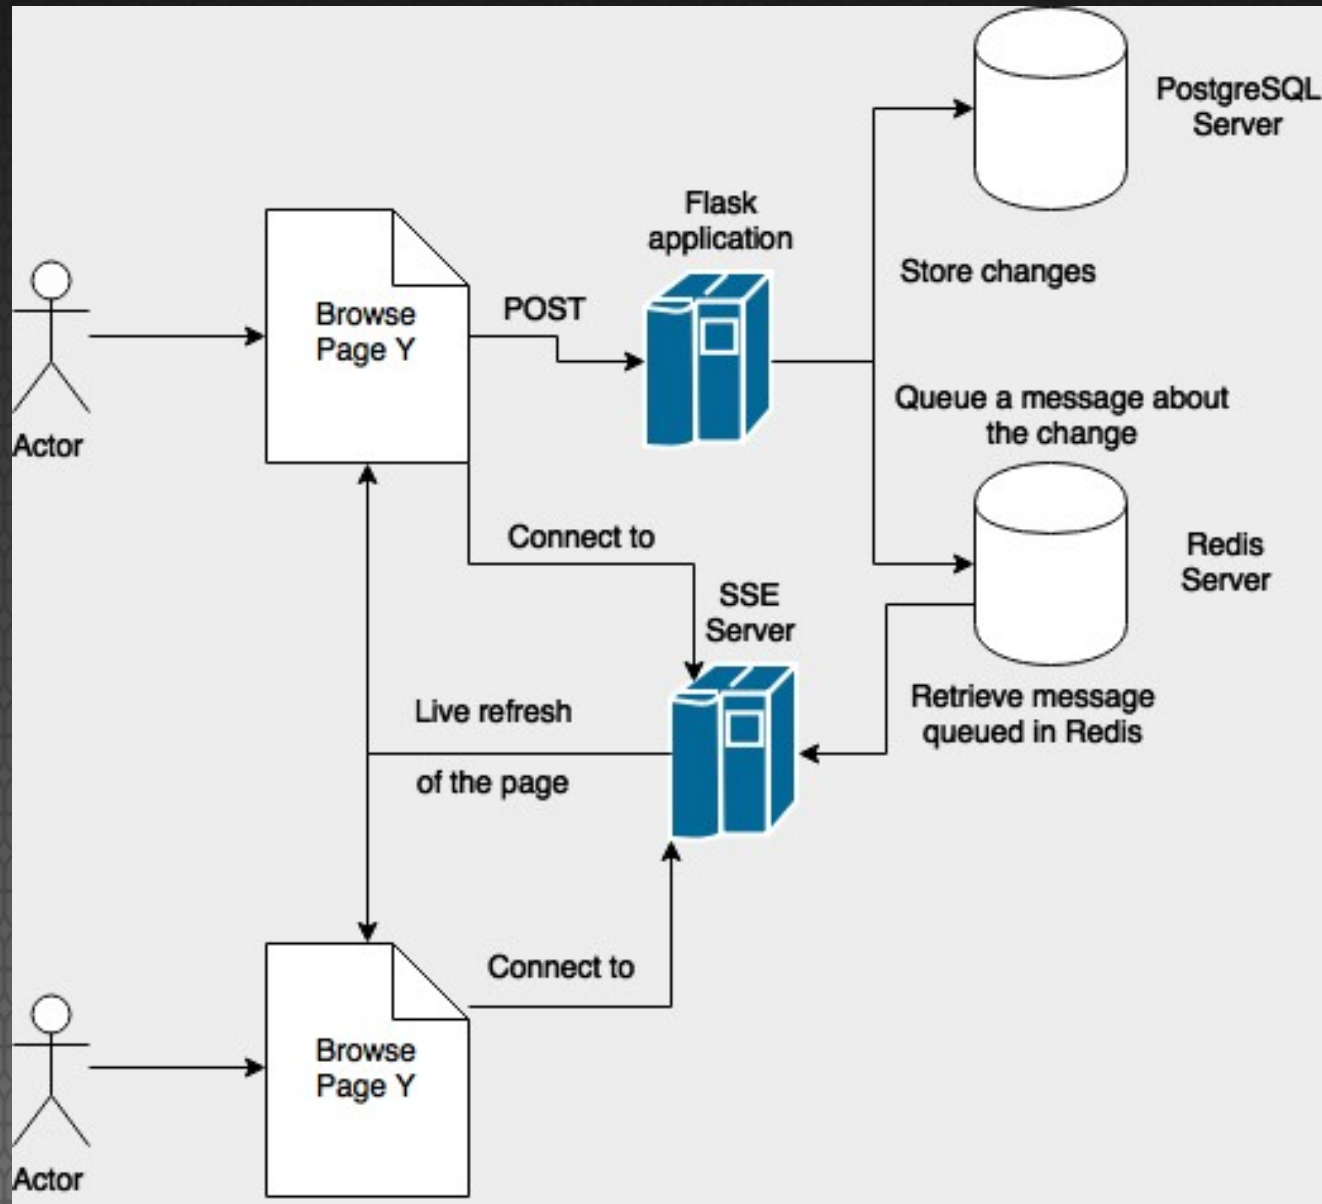 PostgreSQL
Server
Flask
application
Store changes
POST
Browse
Page Y
Actor
Queue a message about
the change
Connect to
Redis
Server
SSE
Server
Live refresh
of the page
Retrieve message
queued in Redis
Connect to
Browse
Page Y
Actor